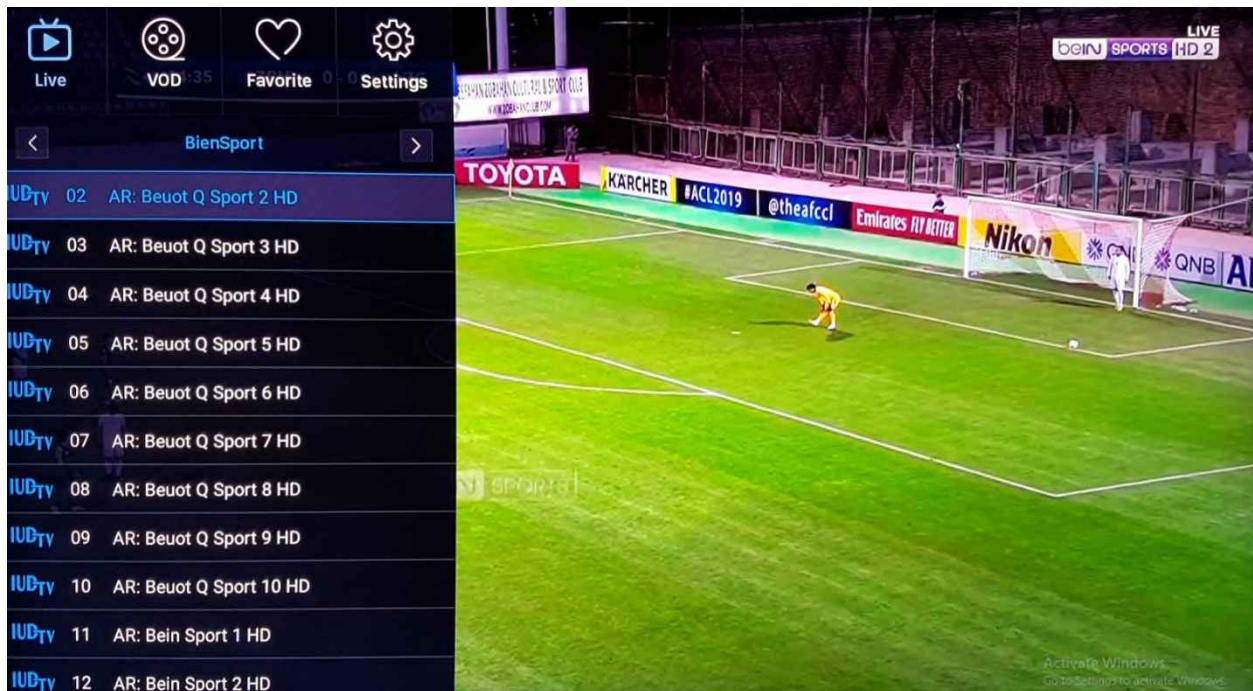 Live
VOD
Favorite
Settings
BienSport
IUDTV 02 AR: Beuot Q Sport 2 HD
IUDTV 03 AR: Beuot Q Sport 3 HD
IUDTV 04 AR: Beuot Q Sport 4 HD
IUDTV 05 AR: Beuot Q Sport 5 HD
IUDTV 06 AR: Beuot Q Sport 6 HD
IUDTV 07 AR: Beuot Q Sport 7 HD
IUDTV 08 AR: Beuot Q Sport 8 HD
IUDTV 09 AR: Beuot Q Sport 9 HD
IUDTV 10 AR: Beuot Q Sport 10 HD
IUDTV 11 AR: Bein Sport 1 HD
IUDTV 12 AR: Bein Sport 2 HD
LIVE
beIN SPORTS HD 2
CULTURAL & SPORT CLUB
TOYOTA
KÄRCHER
#ACL2019
@theafccl
Emirates FLY BETTER
Nikon
QNB
SPORTS
Activate Windows
Go to Settings to activate Windows.